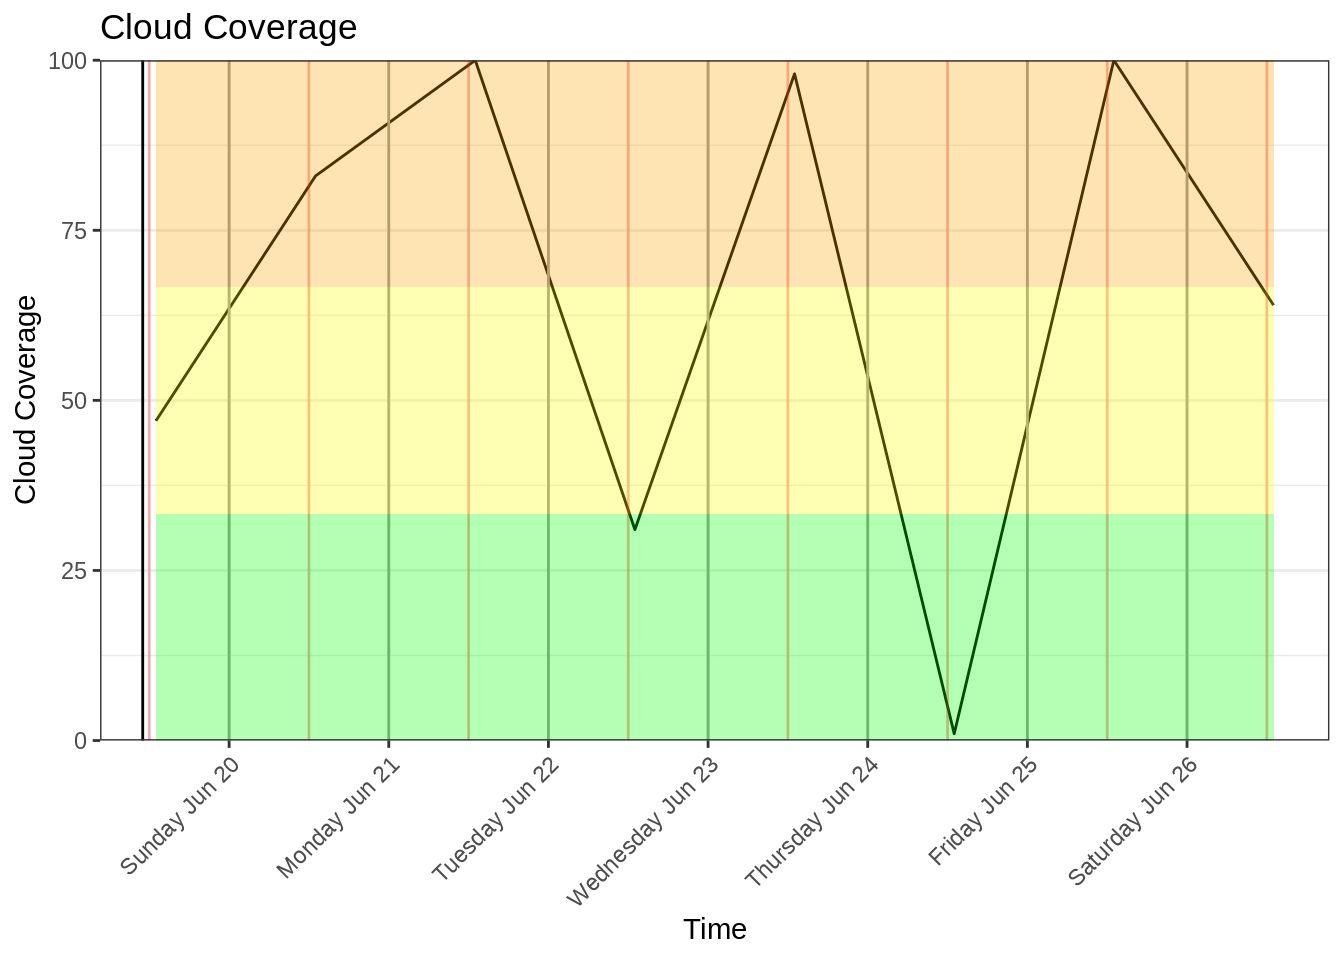 Cloud Coverage
100
75
50
25
0
Cloud Coverage
Sunday Jun 20
Monday Jun 21
Tuesday Jun 22
Wednesday Jun 23
Thursday Jun 24
Friday Jun 25
Saturday Jun 26
Time